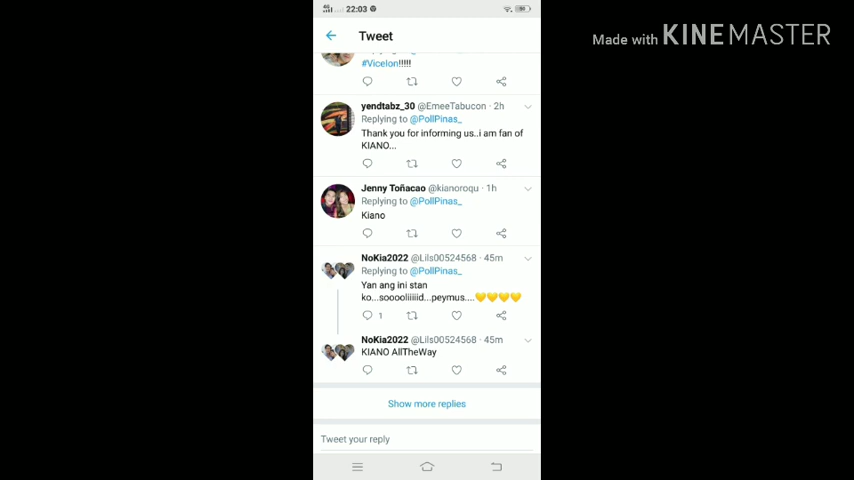 4G 22:03
Made with KINEMASTER
Tweet
#Vicelon!!!!!
yendtabz_30 @EmeeTabucon · 2h
Replying to @PollPinas_
Thank you for informing us..i am fan of
KIANO...
Jenny Toñacao @kianoroqu · 1h
Replying to @PollPinas_
Kiano
NoKia2022 @Lils00524568 · 45m
Replying to @PollPinas_
Yan ang ini stan
ko...sooooliiiiid...peymus....💛💛💛💛
1
NoKia2022 @Lils00524568 · 45m
KIANO AllTheWay
Show more replies
Tweet your reply